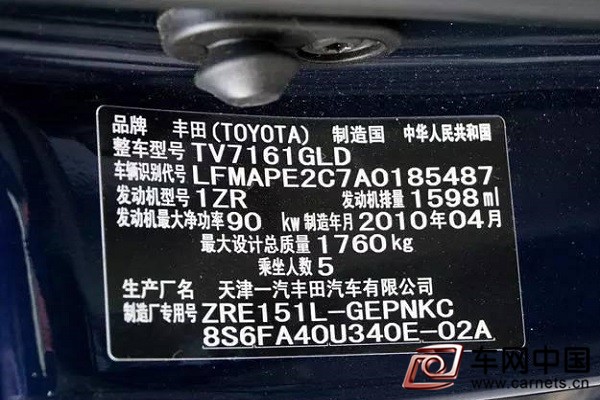 品牌 丰田(TOYOTA) 制造国 中华人民共和国
整车型号 TV7161GLD
车辆识别代号 LFMAPE2C7A0185487
发动机型号 1ZR 发动机排量 1598 ml
发动机最大净功率 90 kw 制造年月 2010年04月
最大设计总质量 1760 kg
乘坐人数 5
生产厂名 天津一汽丰田汽车有限公司
制造厂专用号 ZRE151L-GEPNKC
8S6FA40U340E-02A
车网中国
www.carnets.cn